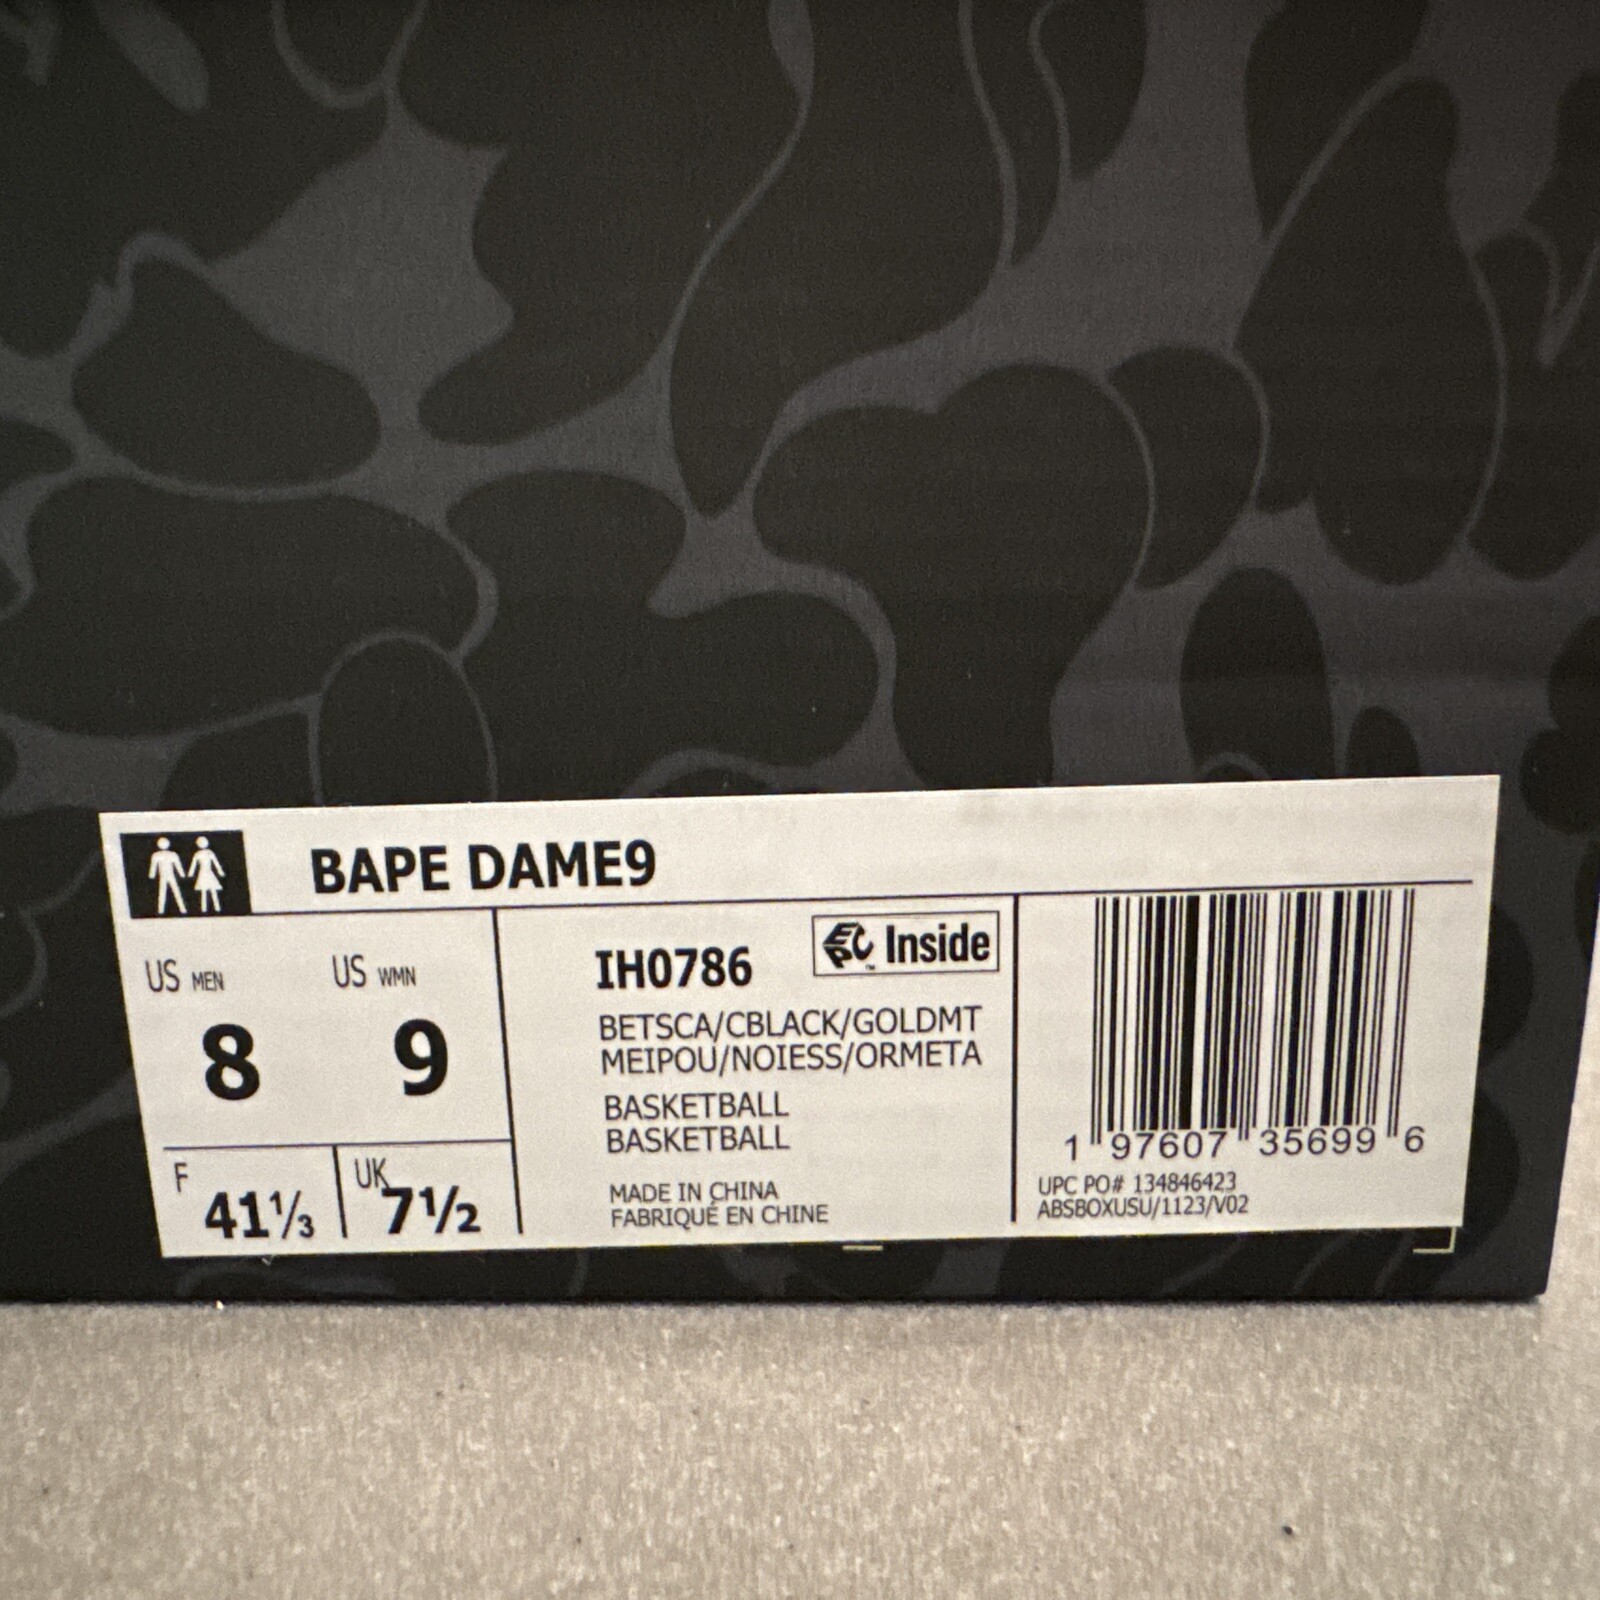 BAPE DAME9
US MEN US WMN
8 9
F 41⅓ UK 7½
IH0786
EPC Inside
BETSCA/CBLACK/GOLDMT
MEIPOU/NOIESS/ORMETA
BASKETBALL
BASKETBALL
MADE IN CHINA
FABRIQUÉ EN CHINE
1 97607 35699 6
UPC PO# 134846423
ABSBOXUSU/1123/V02